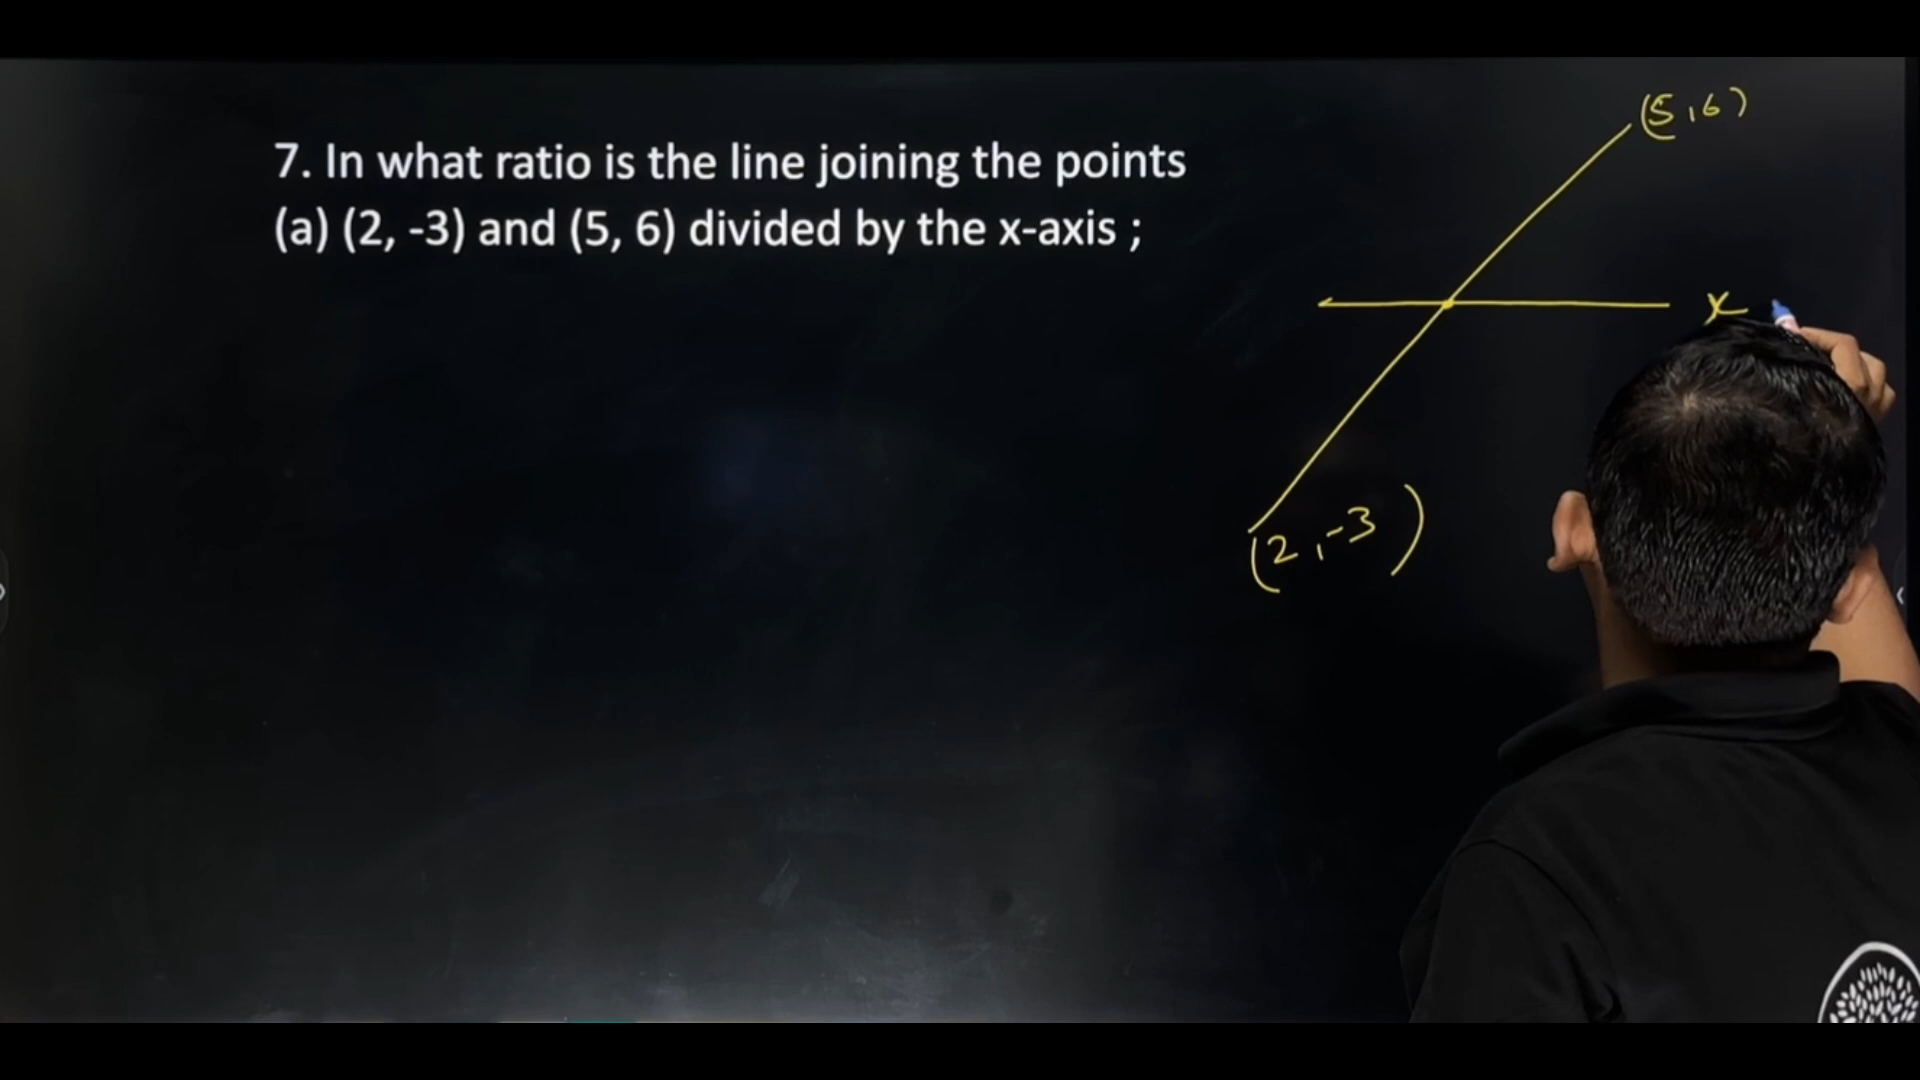 7. In what ratio is the line joining the points
(a) (2, -3) and (5, 6) divided by the x-axis ;
(5,6)
x
(2,-3)